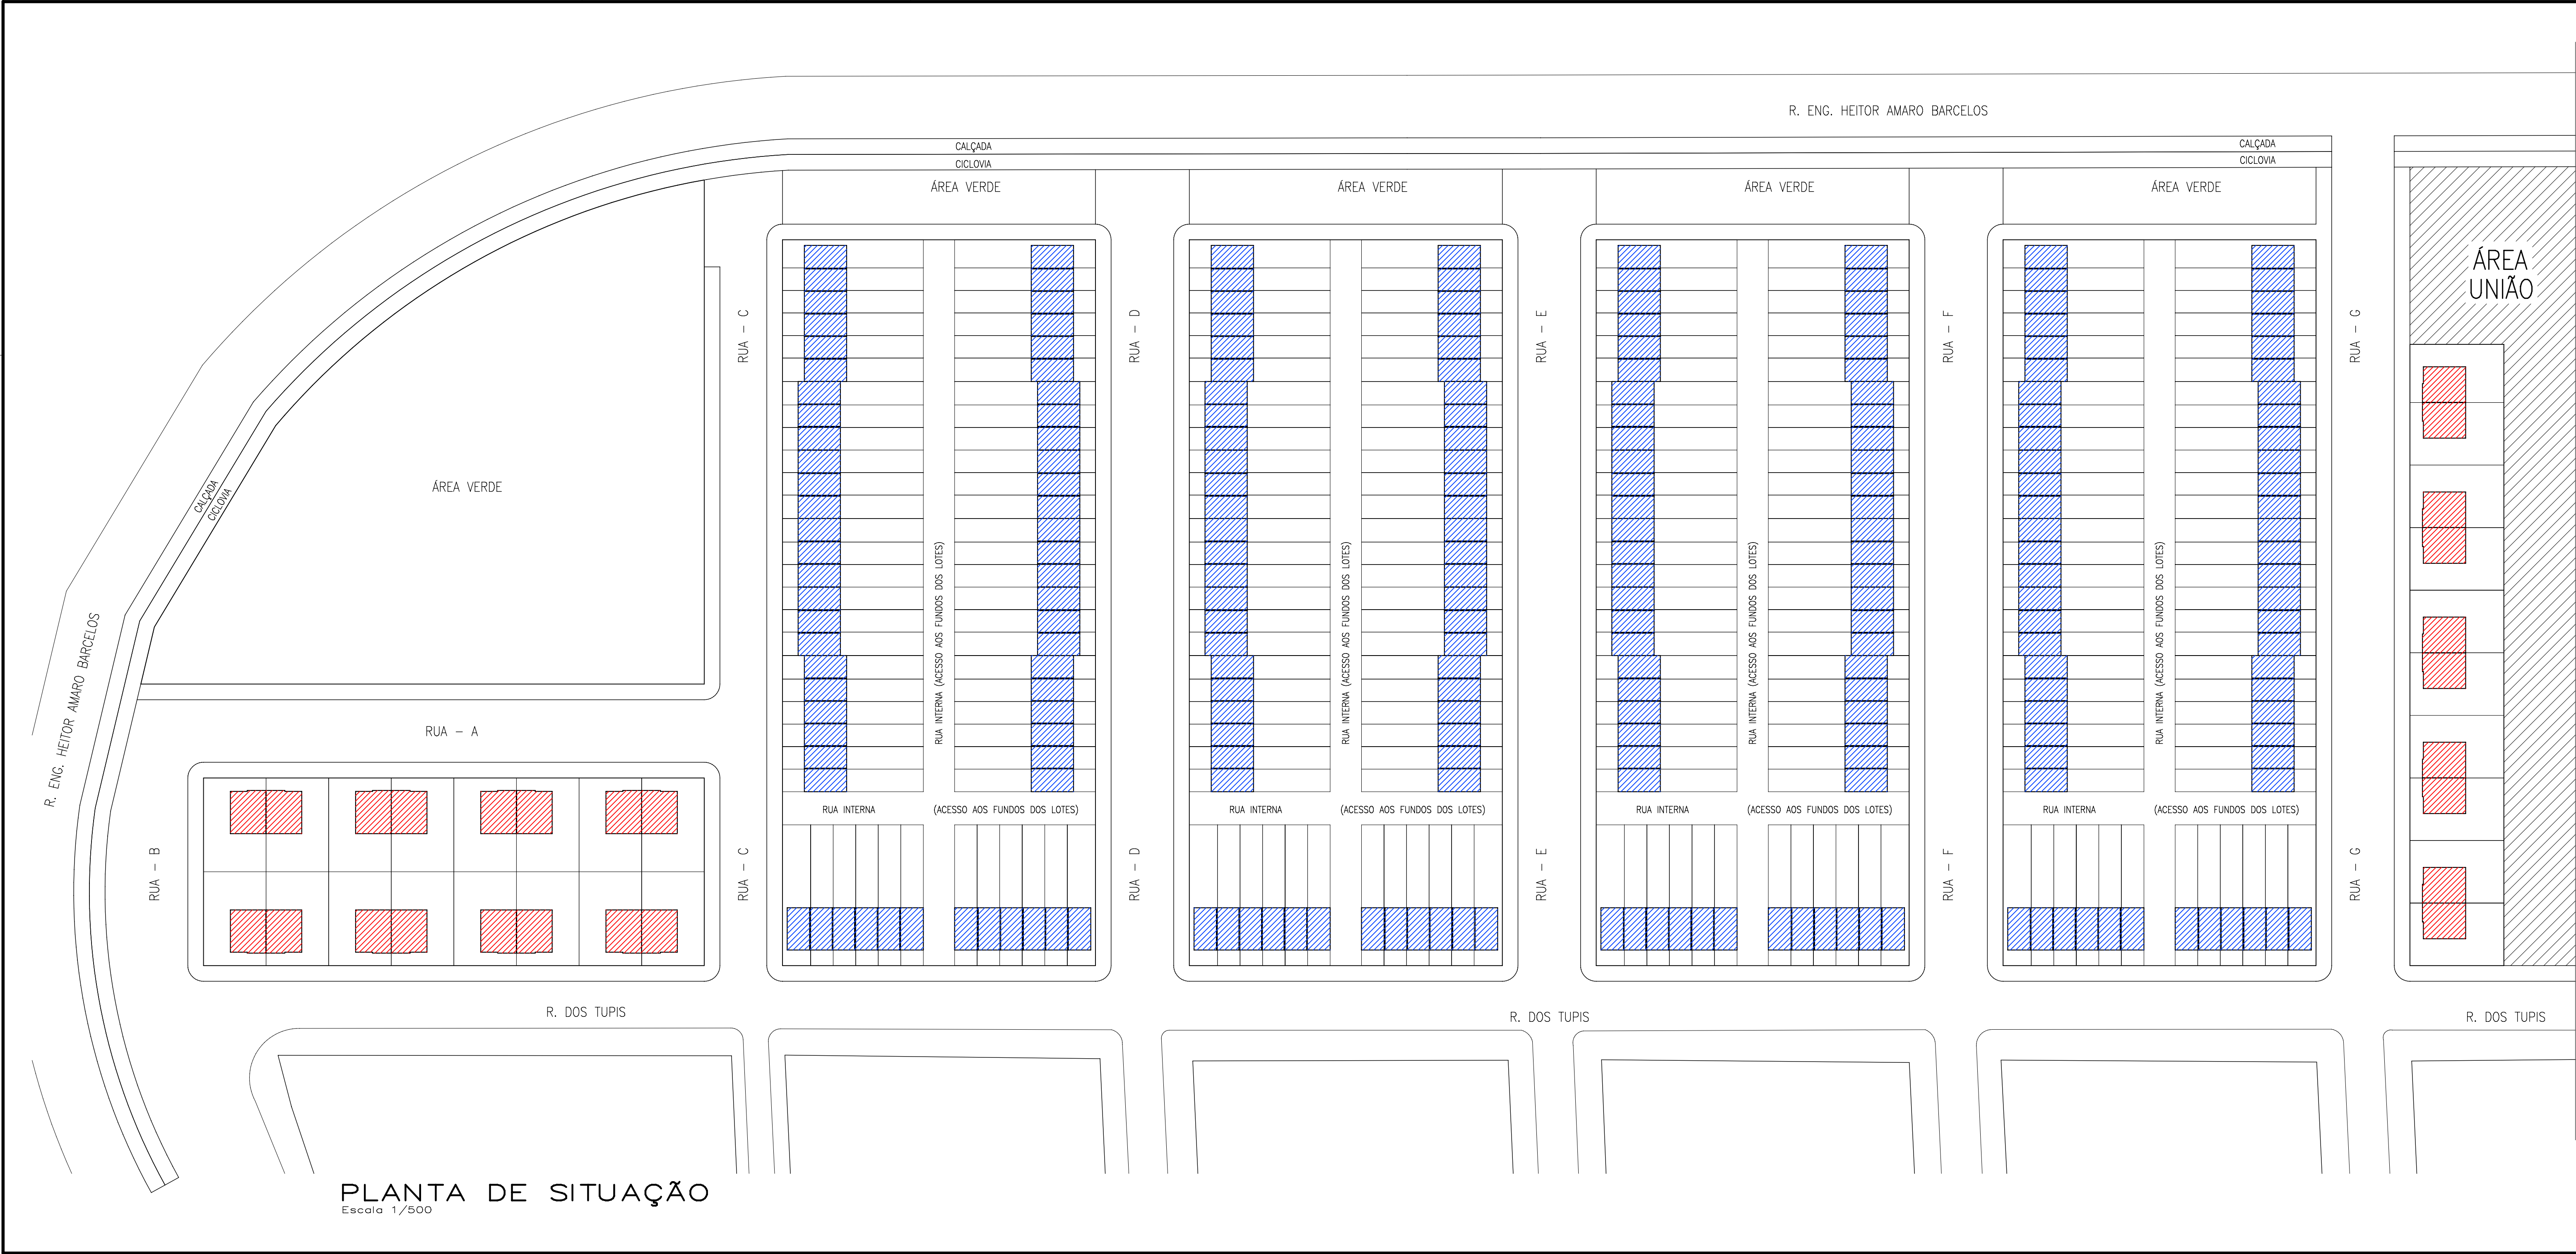 R. ENG. HEITOR AMARO BARCELOS
CALÇADA
CICLOVIA
CALÇADA
CICLOVIA
ÁREA VERDE
ÁREA VERDE
ÁREA VERDE
ÁREA VERDE
ÁREA
UNIÃO
RUA - C
RUA - D
RUA - E
RUA - F
RUA - G
ÁREA VERDE
CALÇADA
CICLOVIA
R. ENG. HEITOR AMARO BARCELOS
RUA INTERNA (ACESSO AOS FUNDOS DOS LOTES)
RUA INTERNA (ACESSO AOS FUNDOS DOS LOTES)
RUA INTERNA (ACESSO AOS FUNDOS DOS LOTES)
RUA INTERNA (ACESSO AOS FUNDOS DOS LOTES)
RUA - A
RUA INTERNA (ACESSO AOS FUNDOS DOS LOTES)
RUA INTERNA (ACESSO AOS FUNDOS DOS LOTES)
RUA INTERNA (ACESSO AOS FUNDOS DOS LOTES)
RUA INTERNA (ACESSO AOS FUNDOS DOS LOTES)
RUA - B
RUA - C
RUA - D
RUA - E
RUA - F
RUA - G
R. DOS TUPIS
R. DOS TUPIS
R. DOS TUPIS
PLANTA DE SITUAÇÃO
Escala 1/500